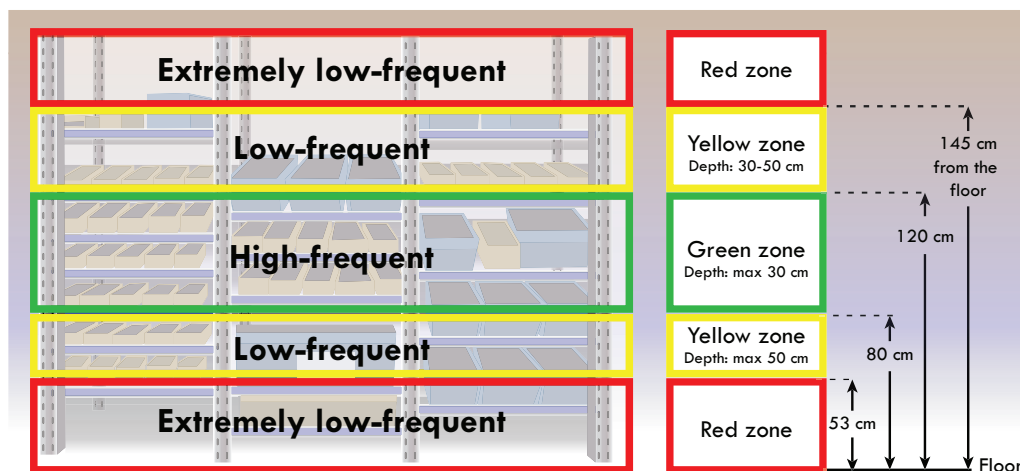 Extremely low-frequent
Red zone
Low-frequent
Yellow zone
Depth: 30-50 cm
145 cm
from the
floor
High-frequent
Green zone
Depth: max 30 cm
120 cm
Low-frequent
Yellow zone
Depth: max 50 cm
80 cm
Extremely low-frequent
Red zone
53 cm
Floor